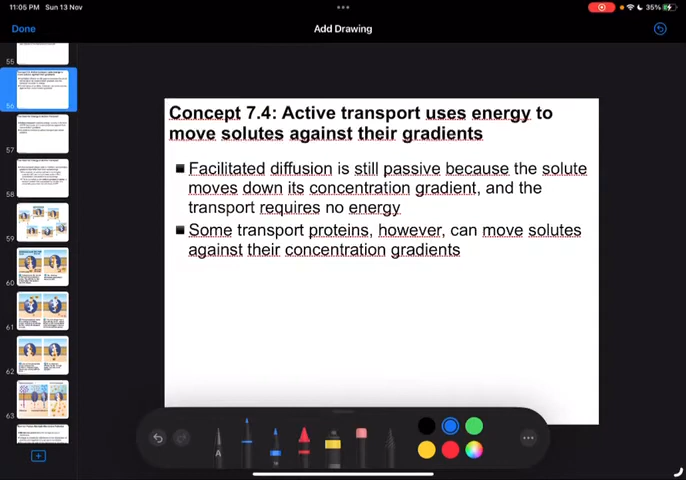 11:05 PM Sun 13 Nov
35%
Done
Add Drawing
55
56
57
58
59
60
61
62
63
Concept 7.4: Active transport uses energy to
move solutes against their gradients
Facilitated diffusion is still passive because the solute
moves down its concentration gradient, and the
transport requires no energy
Some transport proteins, however, can move solutes
against their concentration gradients
A